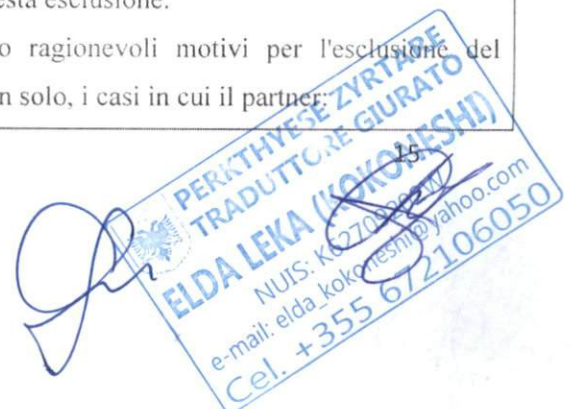 esta esclusione.
o ragionevoli motivi per l'esclusione del
n solo, i casi in cui il partner:
15
PERKTHYESE ZYRTARE
TRADUTTORE GIURATO
ELDA LEKA (KOKONESHI)
NUIS:
e-mail: elda_kokoneshi@yahoo.com
Cel. +355 672106050